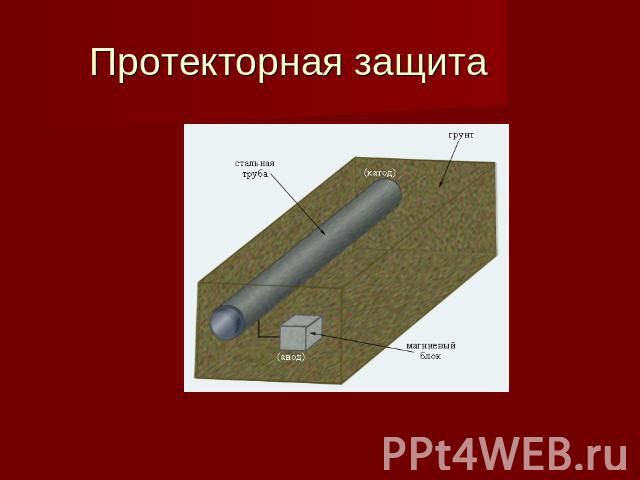 Протекторная защита
грунт
стальная
труба
(катод)
магниевый
блок
(анод)
PPt4WEB.ru